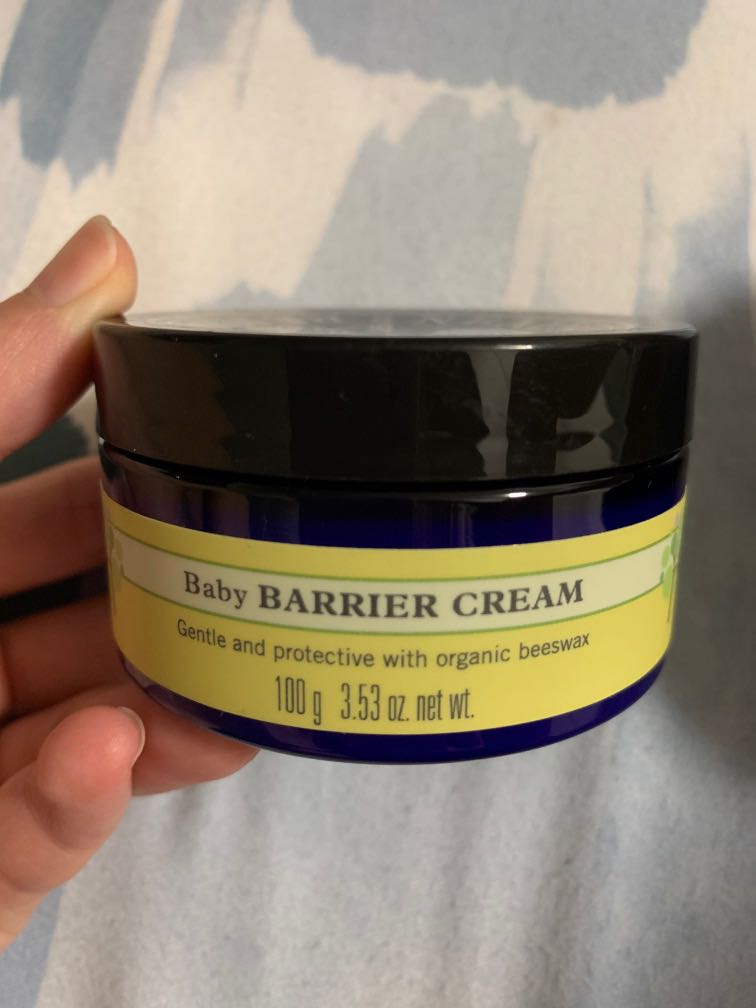 Baby BARRIER CREAM
Gentle and protective with organic beeswax
100 g 3.53 oz. net wt.